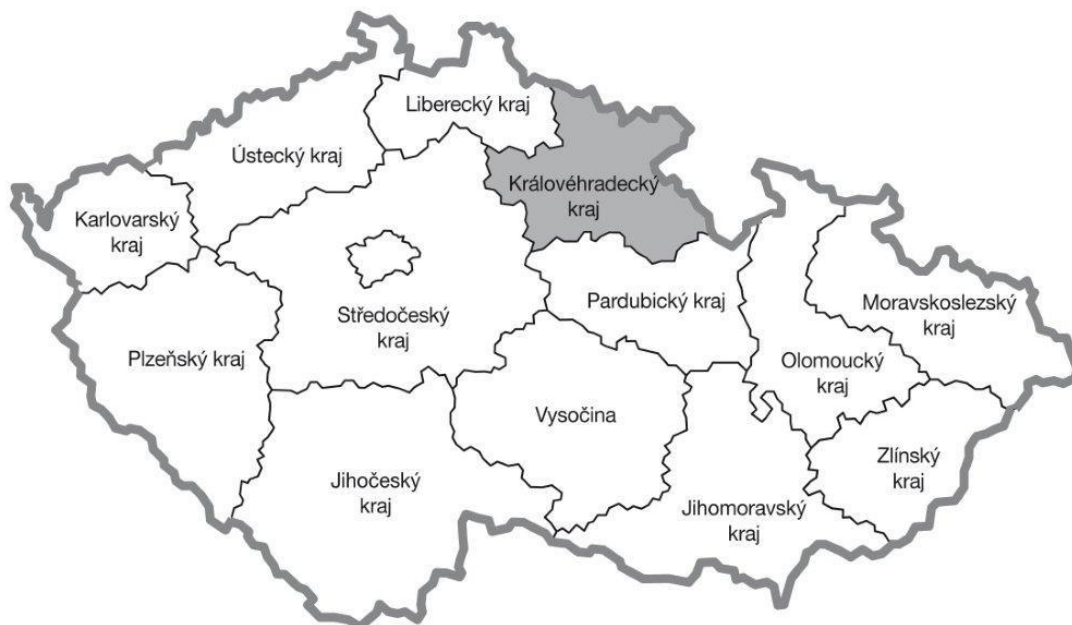 Liberecký kraj
Ústecký kraj
Královéhradecký
kraj
Karlovarský
kraj
Středočeský
kraj
Pardubický kraj
Moravskoslezský
kraj
Plzeňský kraj
Olomoucký
kraj
Vysočina
Zlínský
kraj
Jihočeský
kraj
Jihomoravský
kraj